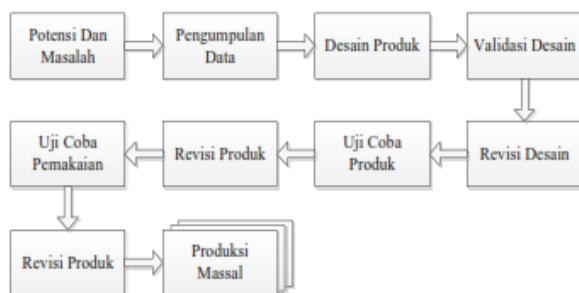 Potensi Dan
Masalah
Pengumpulan
Data
Desain Produk
Validasi Desain
Revisi Desain
Uji Coba
Produk
Revisi Produk
Uji Coba
Pemakaian
Revisi Produk
Produksi
Massal